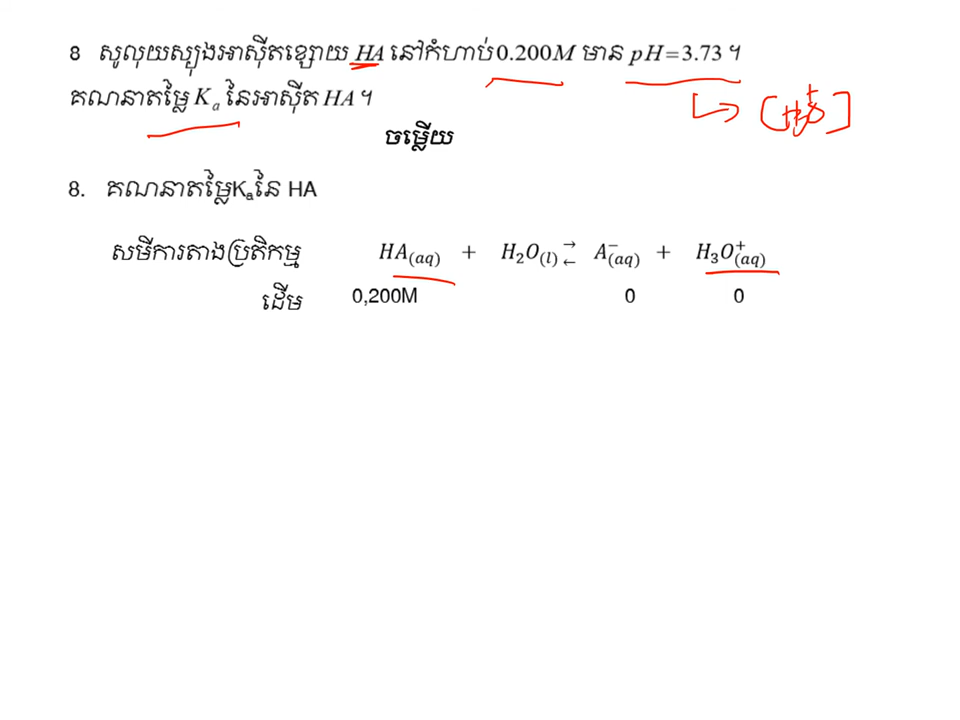 8 សូលុយស្យុងអាស៊ីតខ្សោយ HA នៅកំហាប់ 0.200M មាន pH=3.73 ។
គណនាតម្លៃ Kₐ នៃអាស៊ីត HA ។
ចម្លើយ
8. គណនាតម្លៃKₐនៃ HA
សមីការតាងប្រតិកម្ម HA(aq) + H₂O(l) ⇄ A⁻(aq) + H₃O⁺(aq)
ដើម 0,200M 0 0